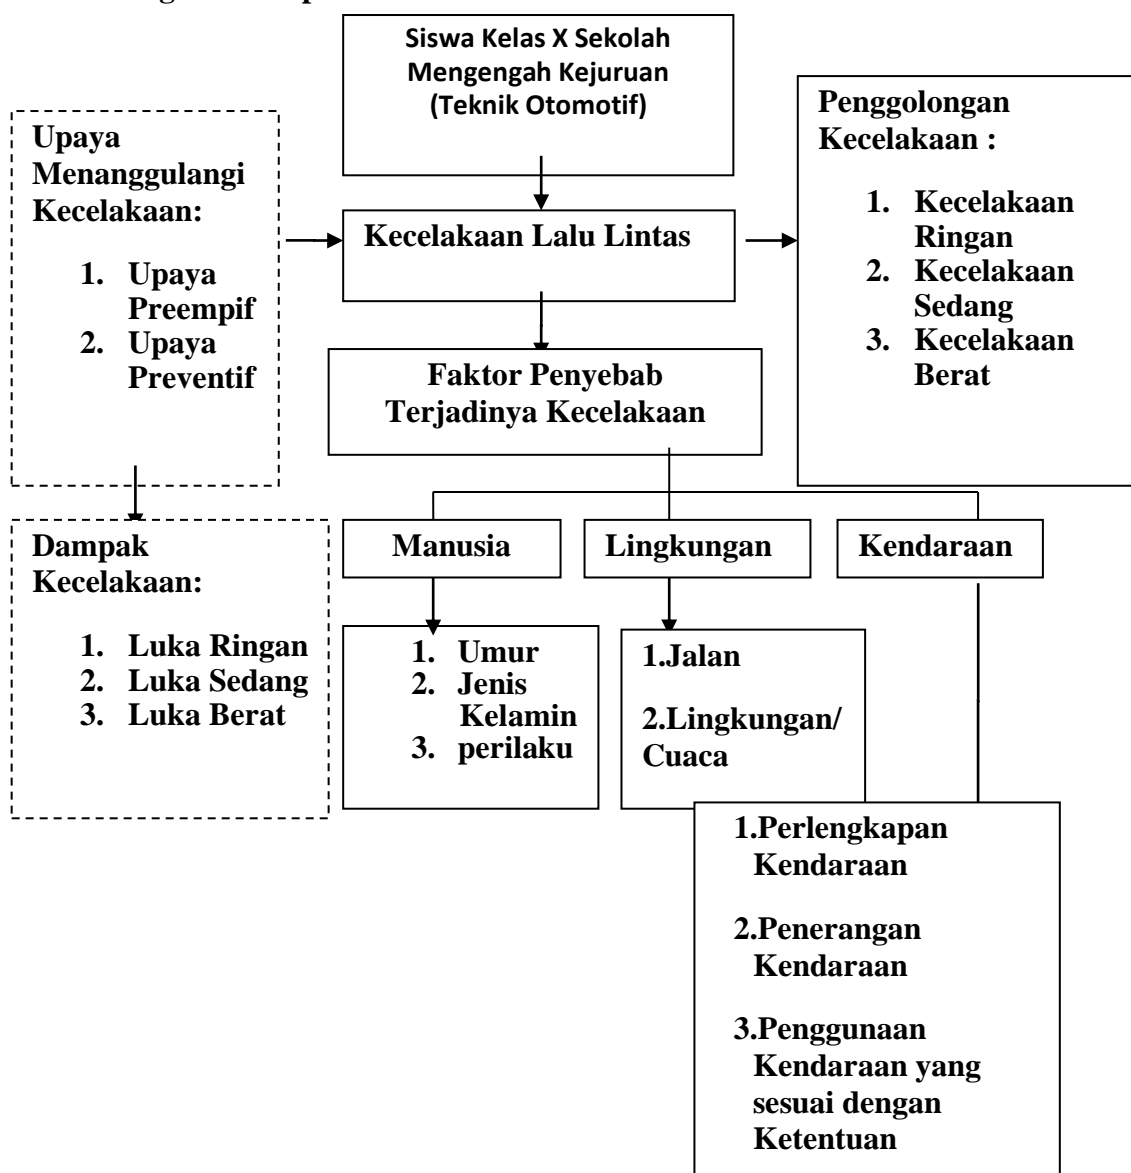 Siswa Kelas X Sekolah
Mengengah Kejuruan
(Teknik Otomotif)
Upaya
Menanggulangi
Kecelakaan:
1. Upaya
Preempif
2. Upaya
Preventif
Kecelakaan Lalu Lintas
Penggolongan
Kecelakaan :
1. Kecelakaan
Ringan
2. Kecelakaan
Sedang
3. Kecelakaan
Berat
Faktor Penyebab
Terjadinya Kecelakaan
Dampak
Kecelakaan:
1. Luka Ringan
2. Luka Sedang
3. Luka Berat
Manusia
Lingkungan
Kendaraan
1. Umur
2. Jenis
Kelamin
3. perilaku
1.Jalan
2.Lingkungan/
Cuaca
1.Perlengkapan
Kendaraan
2.Penerangan
Kendaraan
3.Penggunaan
Kendaraan yang
sesuai dengan
Ketentuan